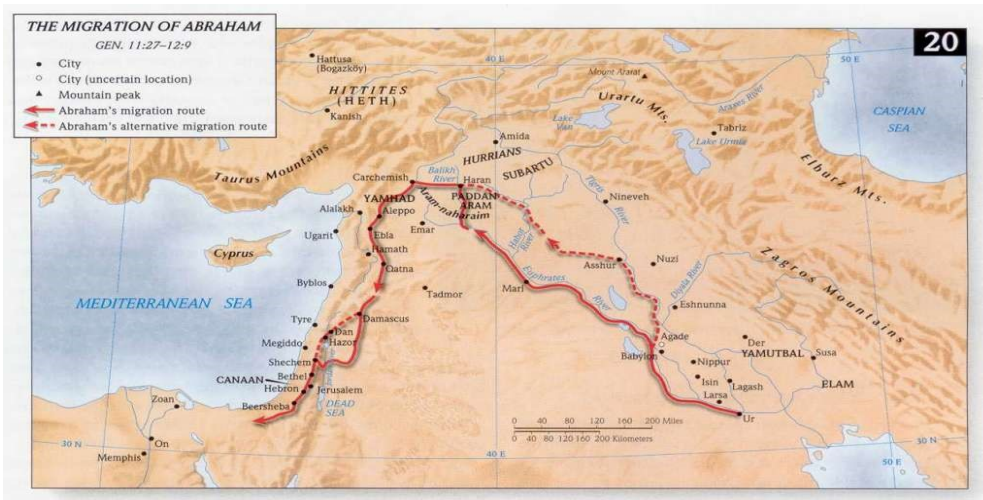 THE MIGRATION OF ABRAHAM
GEN. 11:27–12:9
City
City (uncertain location)
Mountain peak
Abraham's migration route
Abraham's alternative migration route
20
40 E
50 E
Hattusa
(Bogazköy)
HITTITES
(HETH)
Kanish
Mount Ararat
Urartu Mts.
Araxes River
CASPIAN
SEA
Lake
Van
Tabriz
Lake Urmia
Amida
HURRIANS
SUBARTU
Elburz Mts.
Taurus Mountains
Carchemish
Balikh
River
Haran
PADDAN
ARAM
Aram-naharaim
Tigris
River
Nineveh
YAMHAD
Alalakh
Aleppo
Ebla
Emar
Ugarit
Hamath
Qatna
Habor
River
Asshur
Nuzi
Zagros Mountains
Cyprus
Byblos
Tadmor
Mari
Euphrates
River
Diyala River
Eshnunna
MEDITERRANEAN SEA
Tyre
Damascus
Dan
Hazor
Megiddo
Shechem
Bethel
CANAAN
Hebron
Jerusalem
Beersheba
DEAD
SEA
Agade
Babylon
Der
YAMUTBAL
Susa
Nippur
Isin
Lagash
ELAM
Larsa
Ur
Zoan
On
Memphis
0 40 80 120 160 200 Miles
0 40 80 120 160 200 Kilometers
30 N
30 N
40 E
50 E